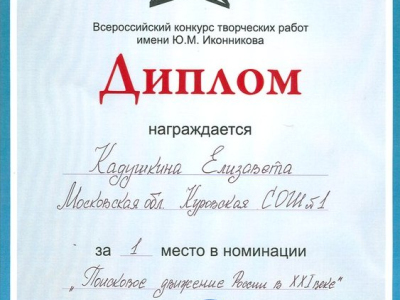 Всероссийский конкурс творческих работ
имени Ю.М. Иконникова
Диплом
награждается
Кадушкина Елизовета
Московская обл. Куровская СОШ №1
за 1 место в номинации
„Поисковое движение России в XXI веке"